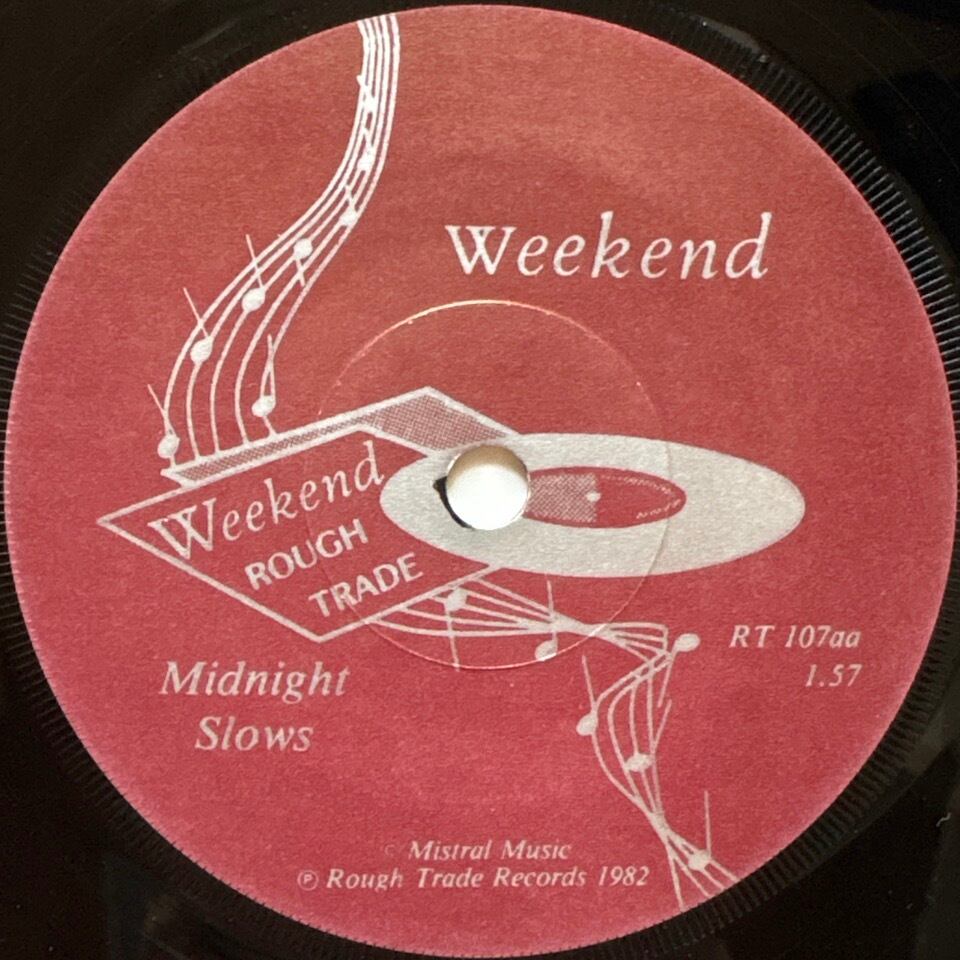 Weekend
Weekend
ROUGH
TRADE
RT 107aa
1.57
Midnight
Slows
© Mistral Music
℗ Rough Trade Records 1982